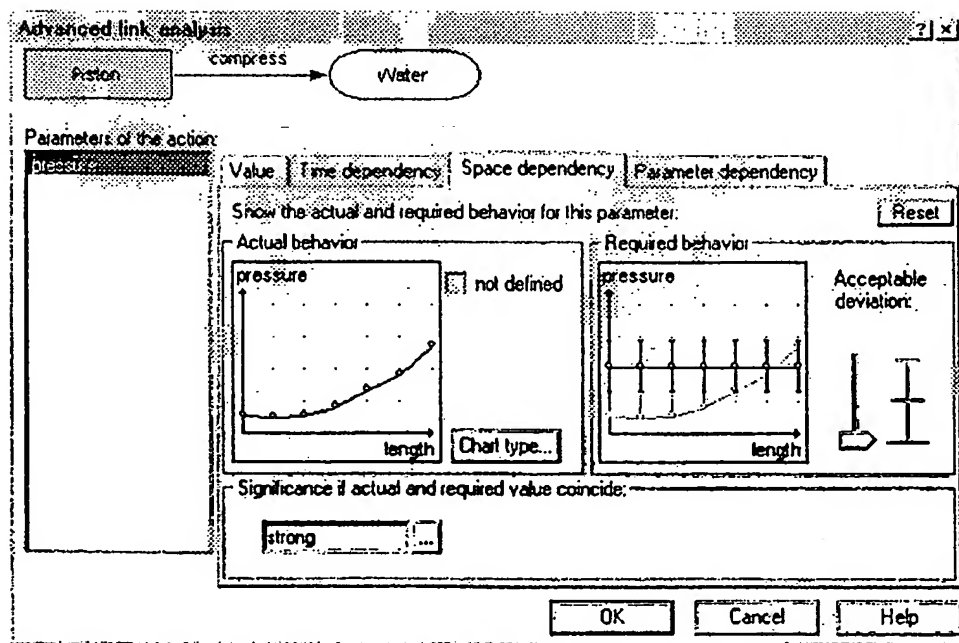 Advanced link analysis
? x
Piston
compress
Water
Parameters of the action:
Value
Time dependency
Space dependency
Parameter dependency
Show the actual and required behavior for this parameter:
Reset
Actual behavior
pressure
length
not defined
Chart type...
Required behavior
pressure
length
Acceptable
deviation:
Significance if actual and required value coincide:
strong
...
OK
Cancel
Help